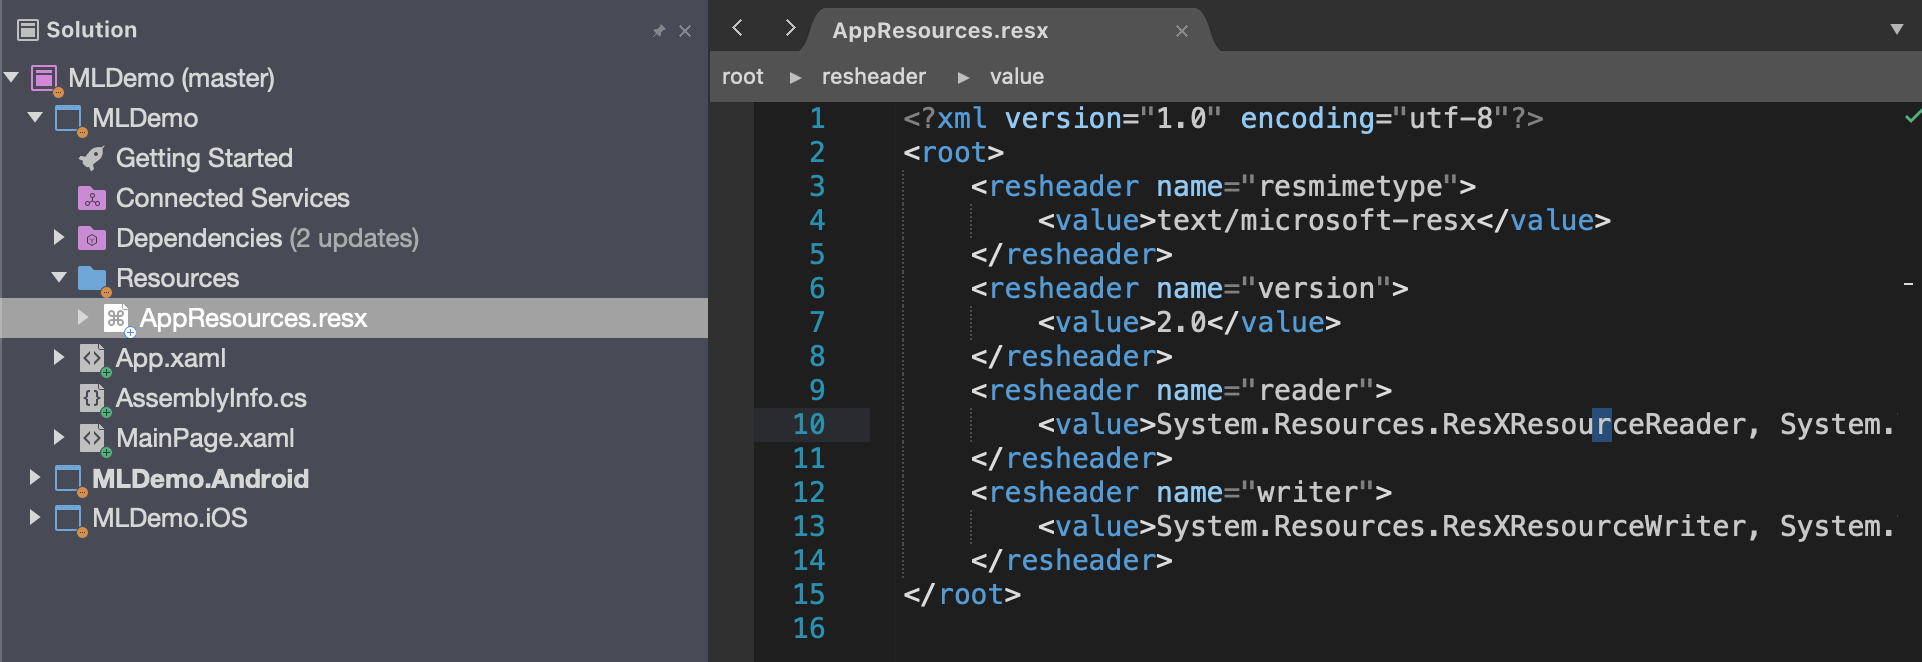 Solution
MLDemo (master)
MLDemo
Getting Started
Connected Services
Dependencies (2 updates)
Resources
AppResources.resx
App.xaml
AssemblyInfo.cs
MainPage.xaml
MLDemo.Android
MLDemo.iOS
AppResources.resx
root resheader value
1 <?xml version="1.0" encoding="utf-8"?>
2 <root>
3 <resheader name="resmimetype">
4 <value>text/microsoft-resx</value>
5 </resheader>
6 <resheader name="version">
7 <value>2.0</value>
8 </resheader>
9 <resheader name="reader">
10 <value>System.Resources.ResXResourceReader, System.
11 </resheader>
12 <resheader name="writer">
13 <value>System.Resources.ResXResourceWriter, System.
14 </resheader>
15 </root>
16